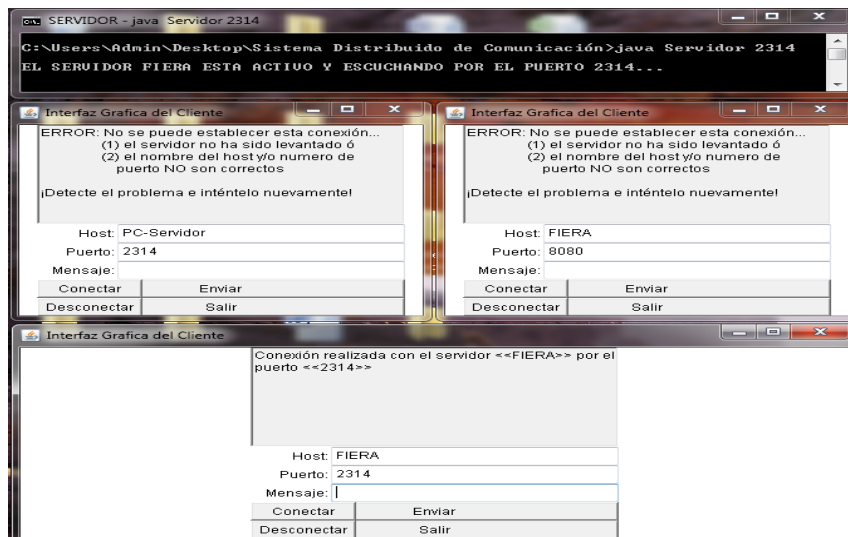 SERVIDOR - java Servidor 2314
C:\Users\Admin\Desktop\Sistema Distribuido de Comunicación>java Servidor 2314
EL SERVIDOR FIERA ESTA ACTIVO Y ESCUCHANDO POR EL PUERTO 2314...
Interfaz Grafica del Cliente
ERROR: No se puede establecer esta conexión...
(1) el servidor no ha sido levantado ó
(2) el nombre del host y/o numero de
puerto NO son correctos
¡Detecte el problema e inténtelo nuevamente!
Host: PC-Servidor
Puerto: 2314
Mensaje:
Conectar Enviar
Desconectar Salir
Interfaz Grafica del Cliente
ERROR: No se puede establecer esta conexión...
(1) el servidor no ha sido levantado ó
(2) el nombre del host y/o numero de
puerto NO son correctos
¡Detecte el problema e inténtelo nuevamente!
Host: FIERA
Puerto: 8080
Mensaje:
Conectar Enviar
Desconectar Salir
Interfaz Grafica del Cliente
Conexión realizada con el servidor <<FIERA>> por el
puerto <<2314>>
Host: FIERA
Puerto: 2314
Mensaje:
Conectar Enviar
Desconectar Salir